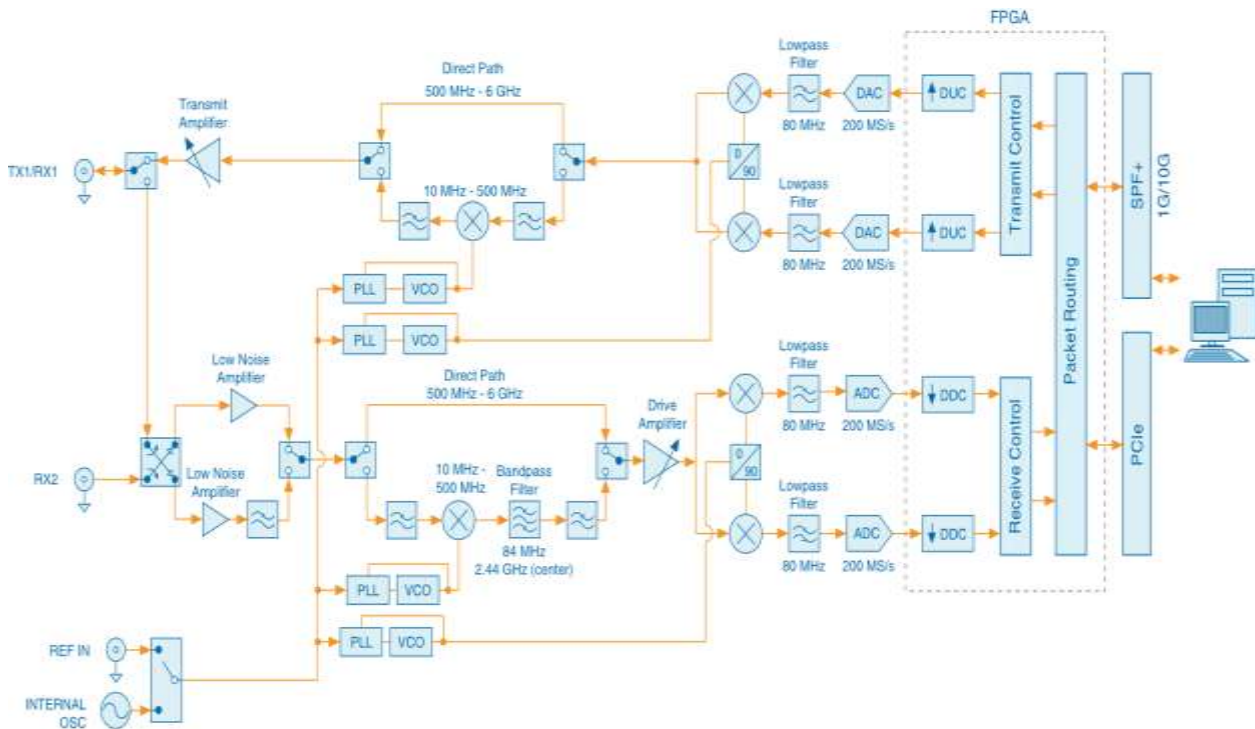 FPGA
Lowpass
Filter
80 MHz
DAC
200 MS/s
DUC
Direct Path
500 MHz - 6 GHz
Transmit
Amplifier
TX1/RX1
10 MHz - 500 MHz
0
90
Lowpass
Filter
80 MHz
DAC
200 MS/s
DUC
Transmit Control
Packet Routing
SPF+
1G/10G
PLL
VCO
PLL
VCO
Low Noise
Amplifier
Direct Path
500 MHz - 6 GHz
Drive
Amplifier
Lowpass
Filter
80 MHz
ADC
200 MS/s
DDC
RX2
Low Noise
Amplifier
10 MHz -
500 MHz
Bandpass
Filter
84 MHz
2.44 GHz (center)
0
90
Lowpass
Filter
80 MHz
ADC
200 MS/s
DDC
Receive Control
PCIe
PLL
VCO
PLL
VCO
REF IN
INTERNAL
OSC